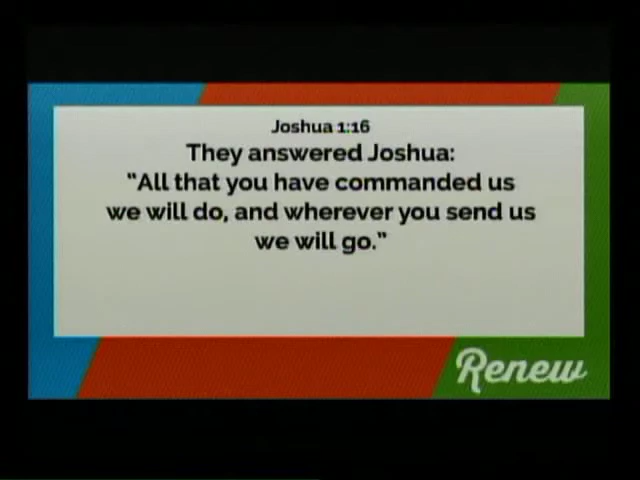 Joshua 1:16
They answered Joshua:
"All that you have commanded us
we will do, and wherever you send us
we will go."
Renew